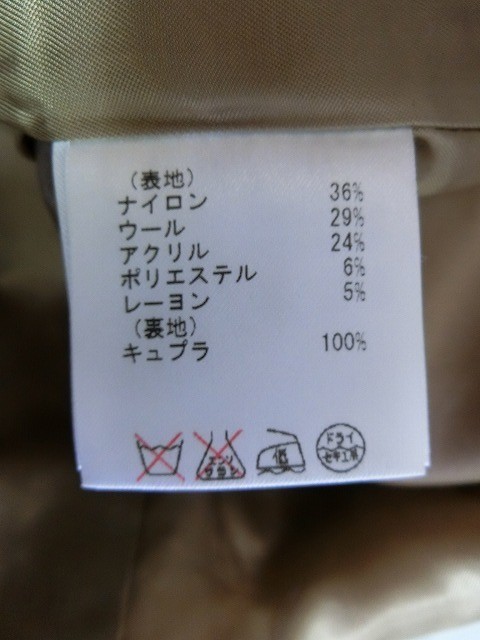 (表地)
ナイロン 36%
ウール 29%
アクリル 24%
ポリエステル 6%
レーヨン 5%
(裏地)
キュプラ 100%
エンソ
サラシ
低
ドライ
セキユ系